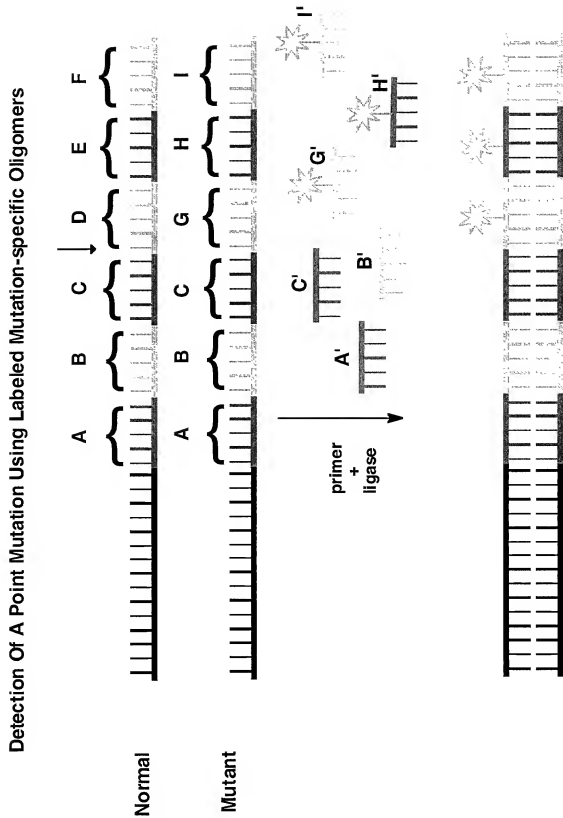 Detection Of A Point Mutation Using Labeled Mutation-specific Oligomers
A B C D E F
Normal
A B C G H I
Mutant
C' G' I'
A' B' H'
primer
+
ligase